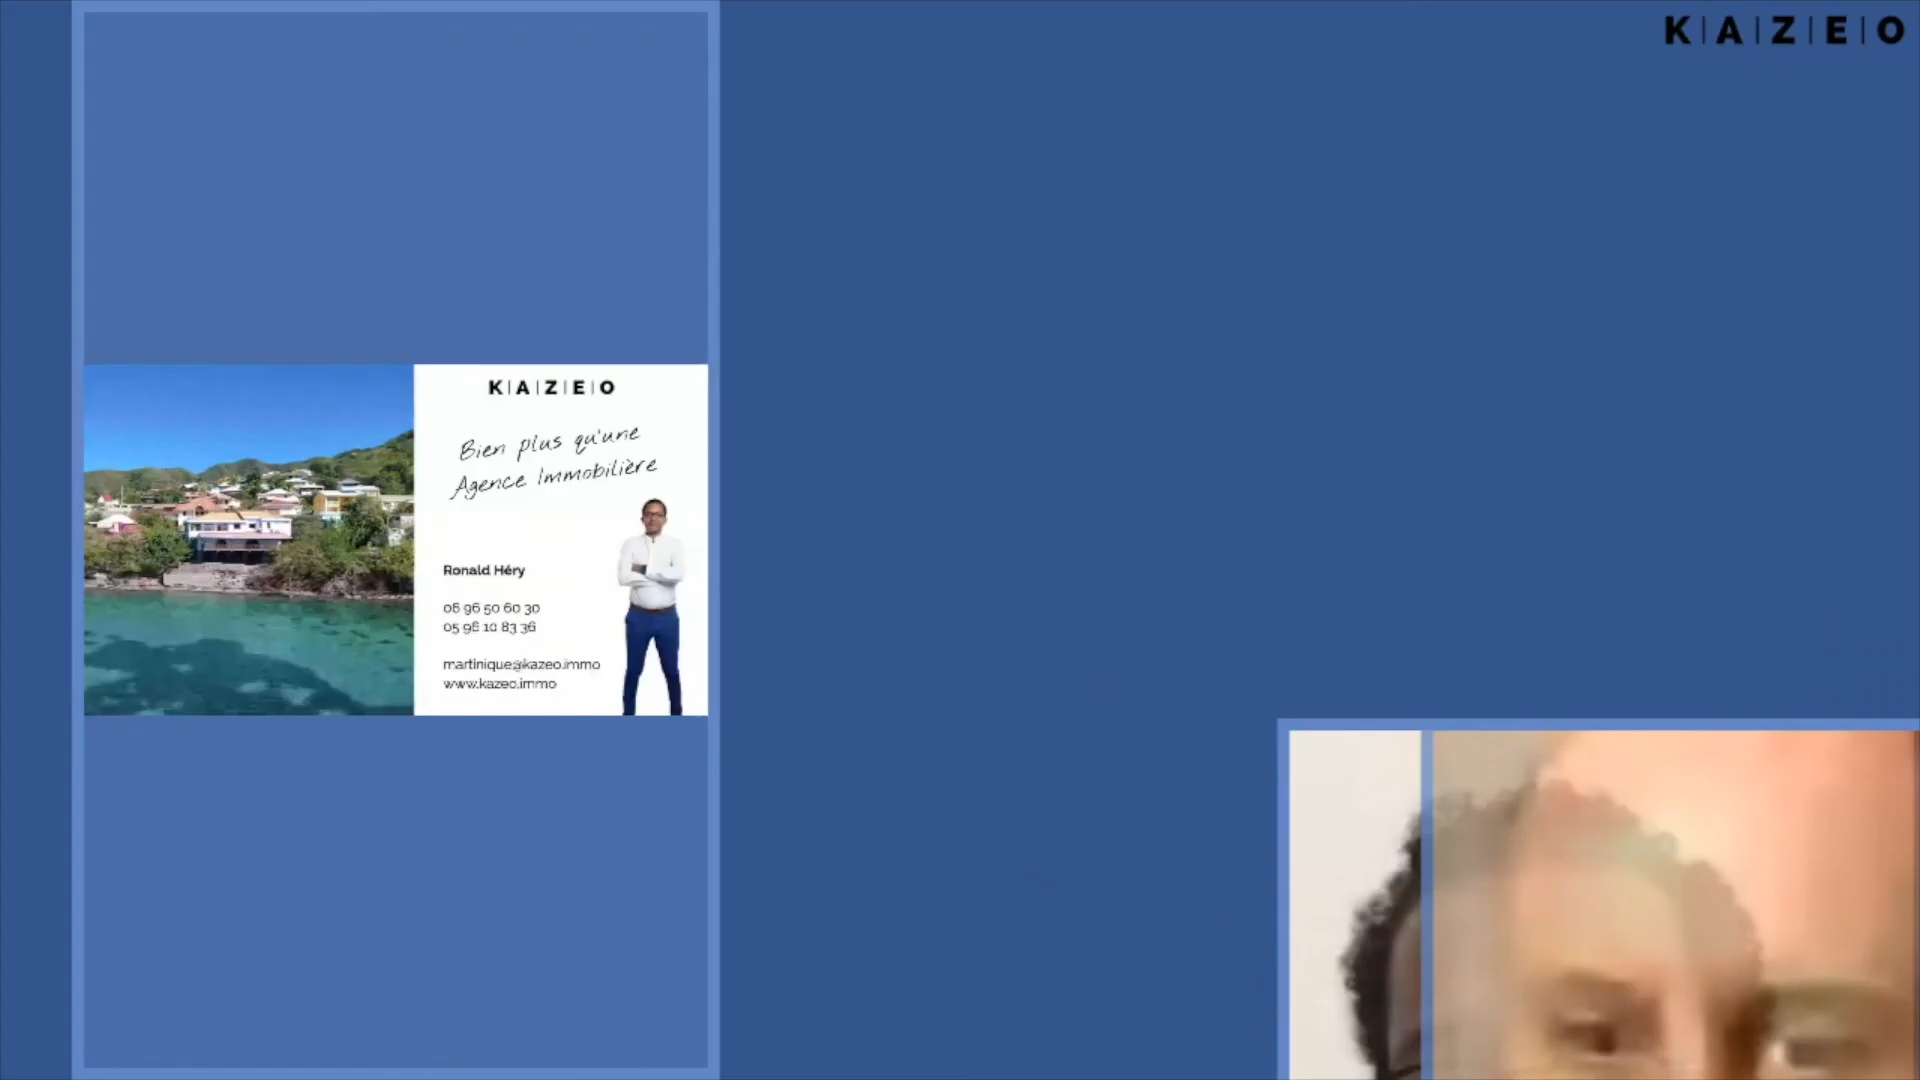 K|A|Z|E|O
K|A|Z|E|O
Bien plus qu'une
Agence Immobilière
Ronald Héry
06 96 50 60 30
05 96 10 83 36
martinique@kazeo.immo
www.kazeo.immo